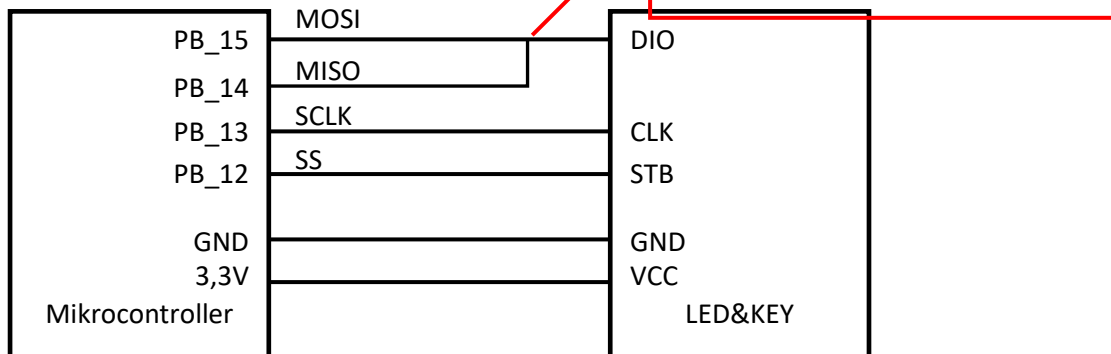 MOSI
PB_15
DIO
MISO
PB_14
SCLK
PB_13
CLK
SS
PB_12
STB
GND
GND
3,3V
VCC
Mikrocontroller
LED&KEY